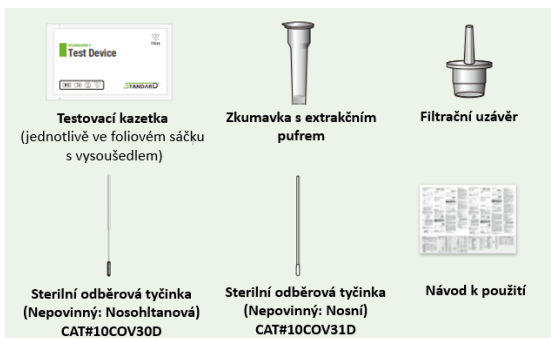 STANDARD F
Test Device
STANDARD
Testovací kazetka
(jednotlivě ve foliovém sáčku
s vysoušedlem)
Zkumavka s extrakčním
pufrem
Filtrační uzávěr
Sterilní odběrová tyčinka
(Nepovinný: Nosohltanová)
CAT#10COV30D
Sterilní odběrová tyčinka
(Nepovinný: Nosní)
CAT#10COV31D
Návod k použití